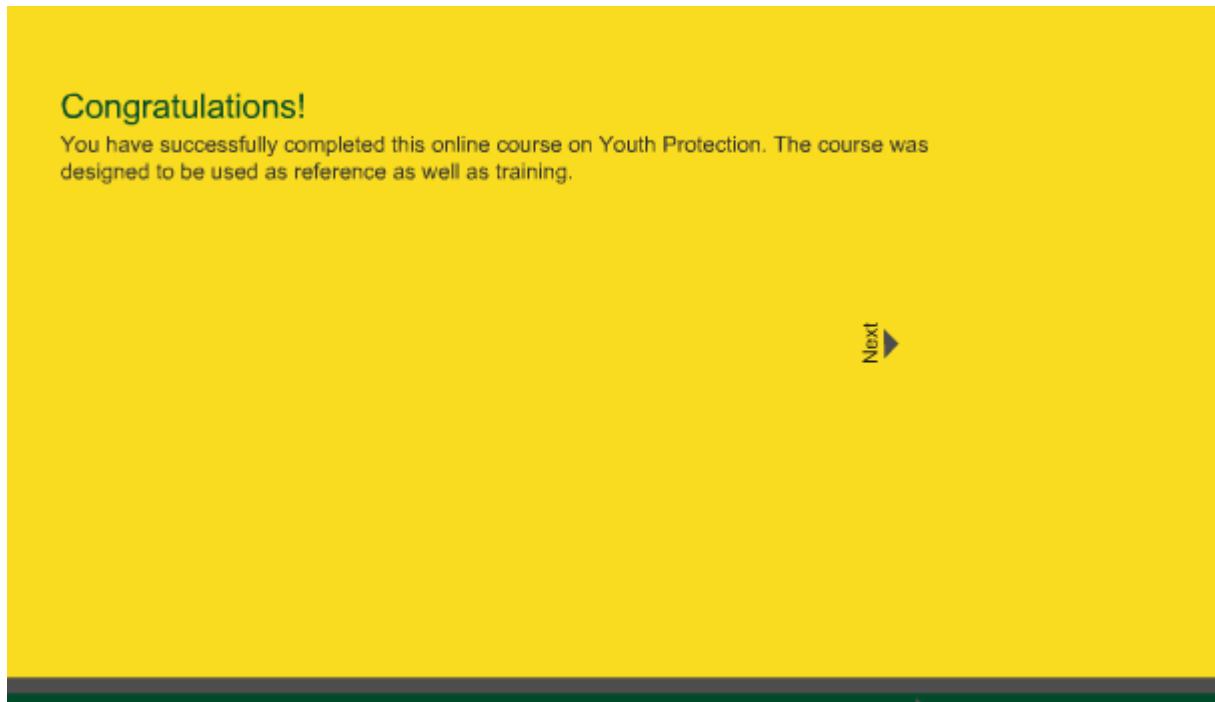 Congratulations!
You have successfully completed this online course on Youth Protection. The course was
designed to be used as reference as well as training.
Next